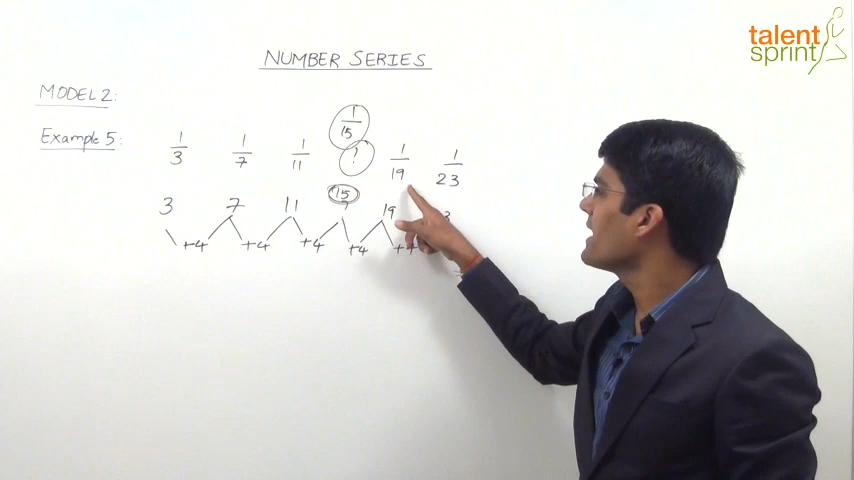 talent
sprint
NUMBER SERIES
MODEL 2:
Example 5: 1/3 1/7 1/11 ? 1/19 1/23
1/15
3 7 11 ? 19
15
+4 +4 +4 +4 +4